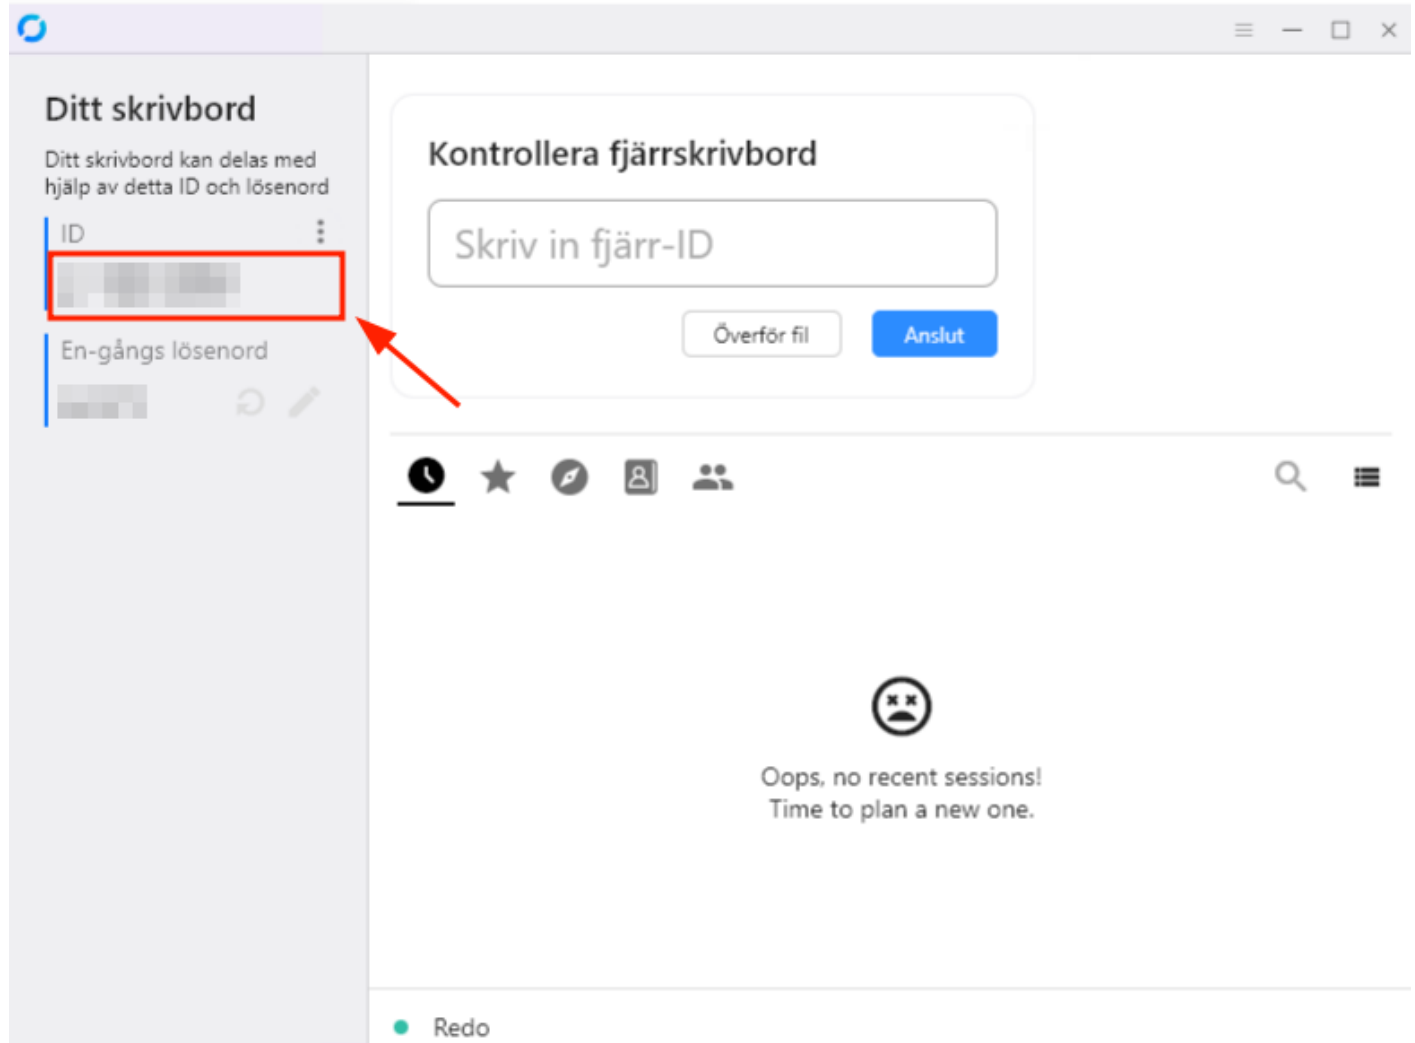 Ditt skrivbord
Ditt skrivbord kan delas med
hjälp av detta ID och lösenord
ID
En-gångs lösenord
Kontrollera fjärrskrivbord
Skriv in fjärr-ID
Överför fil
Anslut
Oops, no recent sessions!
Time to plan a new one.
Redo